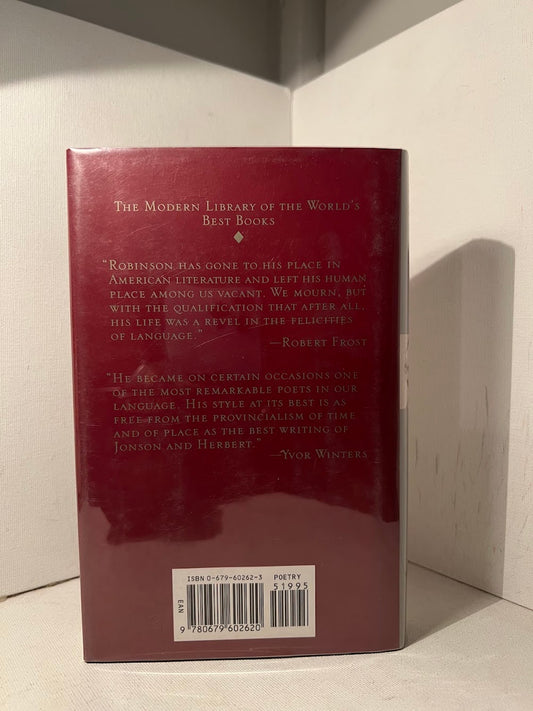 The Modern Library of the World's
Best Books
"Robinson has gone to his place in
American literature and left his human
place among us vacant. We mourn, but
with the qualification that after all,
his life was a revel in the felicities
of language."
—Robert Frost
"He became on certain occasions one
of the most remarkable poets in our
language. His style at its best is as
free from the provincialism of time
and of place as the best writing of
Jonson and Herbert."
—Yvor Winters
ISBN 0-679-60262-3 POETRY
51995
EAN
9 780679 602620